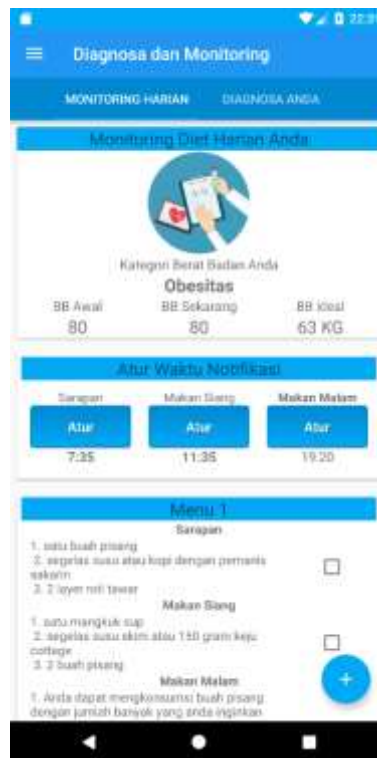 22:31
Diagnosa dan Monitoring
MONITORING HARIAN DIAGNOSA ANDA
Monitoring Diet Harian Anda
Kategori Berat Badan Anda
Obesitas
BB Awal BB Sekarang BB Ideal
80 80 63 KG
Atur Waktu Notifikasi
Sarapan Makan Siang Makan Malam
Atur Atur Atur
7:35 11:35 19:20
Menu 1
Sarapan
1. satu buah pisang
2. segelas susu atau kopi dengan pemanis
sakarin
3. 2 layer roti tawar
Makan Siang
1. satu mangkuk sup
2. segelas susu skim atau 150 gram keju
cottage
3. 2 buah pisang
Makan Malam
1. Anda dapat mengkonsumsi buah pisang
dengan jumlah banyak yang anda inginkan
+